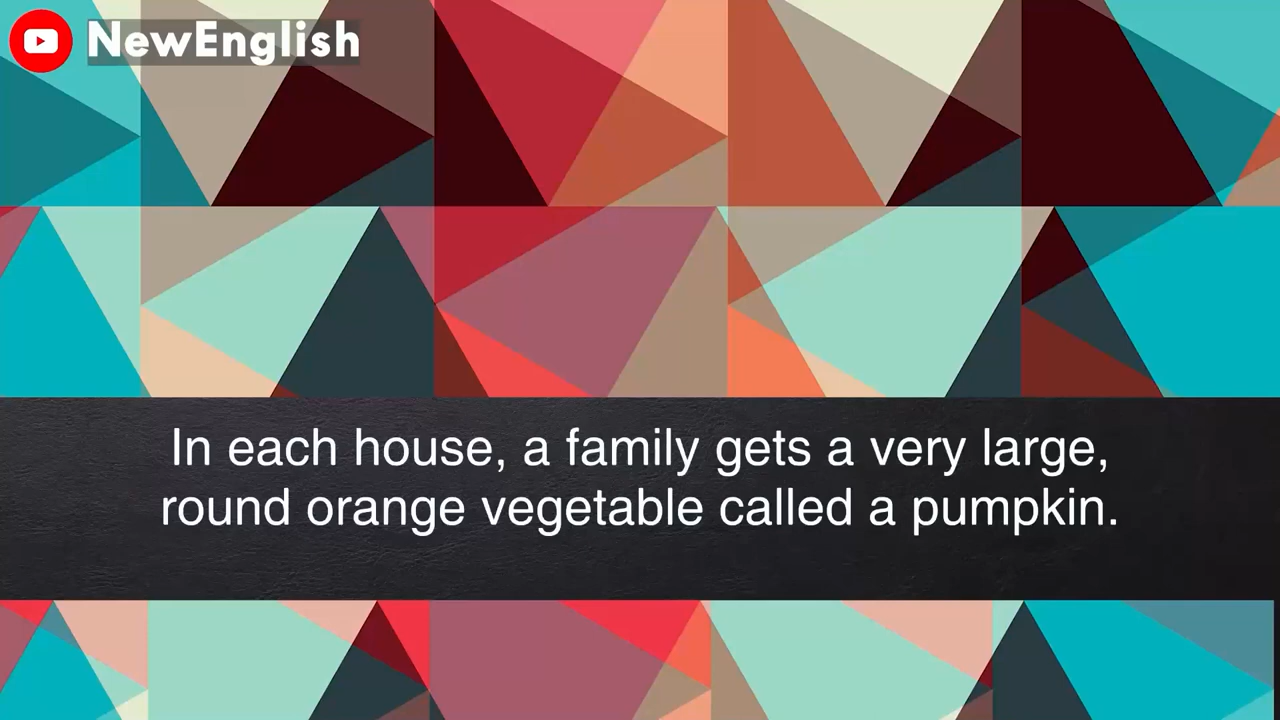 NewEnglish
In each house, a family gets a very large,
round orange vegetable called a pumpkin.